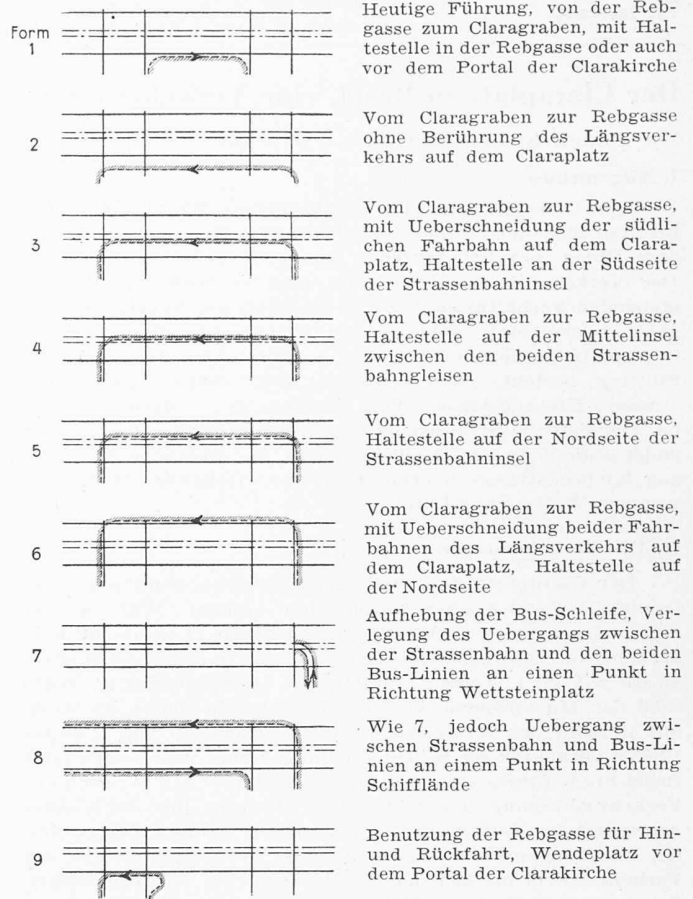 Form
1
Heutige Führung, von der Reb-
gasse zum Claragraben, mit Hal-
testelle in der Rebgasse oder auch
vor dem Portal der Clarakirche
2
Vom Claragraben zur Rebgasse
ohne Berührung des Längsver-
kehrs auf dem Claraplatz
3
Vom Claragraben zur Rebgasse,
mit Ueberschneidung der südli-
chen Fahrbahn auf dem Clara-
platz, Haltestelle an der Südseite
der Strassenbahninsel
4
Vom Claragraben zur Rebgasse,
Haltestelle auf der Mittelinsel
zwischen den beiden Strassen-
bahngleisen
5
Vom Claragraben zur Rebgasse,
Haltestelle auf der Nordseite der
Strassenbahninsel
6
Vom Claragraben zur Rebgasse,
mit Ueberschneidung beider Fahr-
bahnen des Längsverkehrs auf
dem Claraplatz, Haltestelle auf
der Nordseite
7
Aufhebung der Bus-Schleife, Ver-
legung des Uebergangs zwischen
der Strassenbahn und den beiden
Bus-Linien an einen Punkt in
Richtung Wettsteinplatz
8
Wie 7, jedoch Uebergang zwi-
schen Strassenbahn und Bus-Li-
nien an einem Punkt in Richtung
Schifflände
9
Benutzung der Rebgasse für Hin-
und Rückfahrt, Wendeplatz vor
dem Portal der Clarakirche